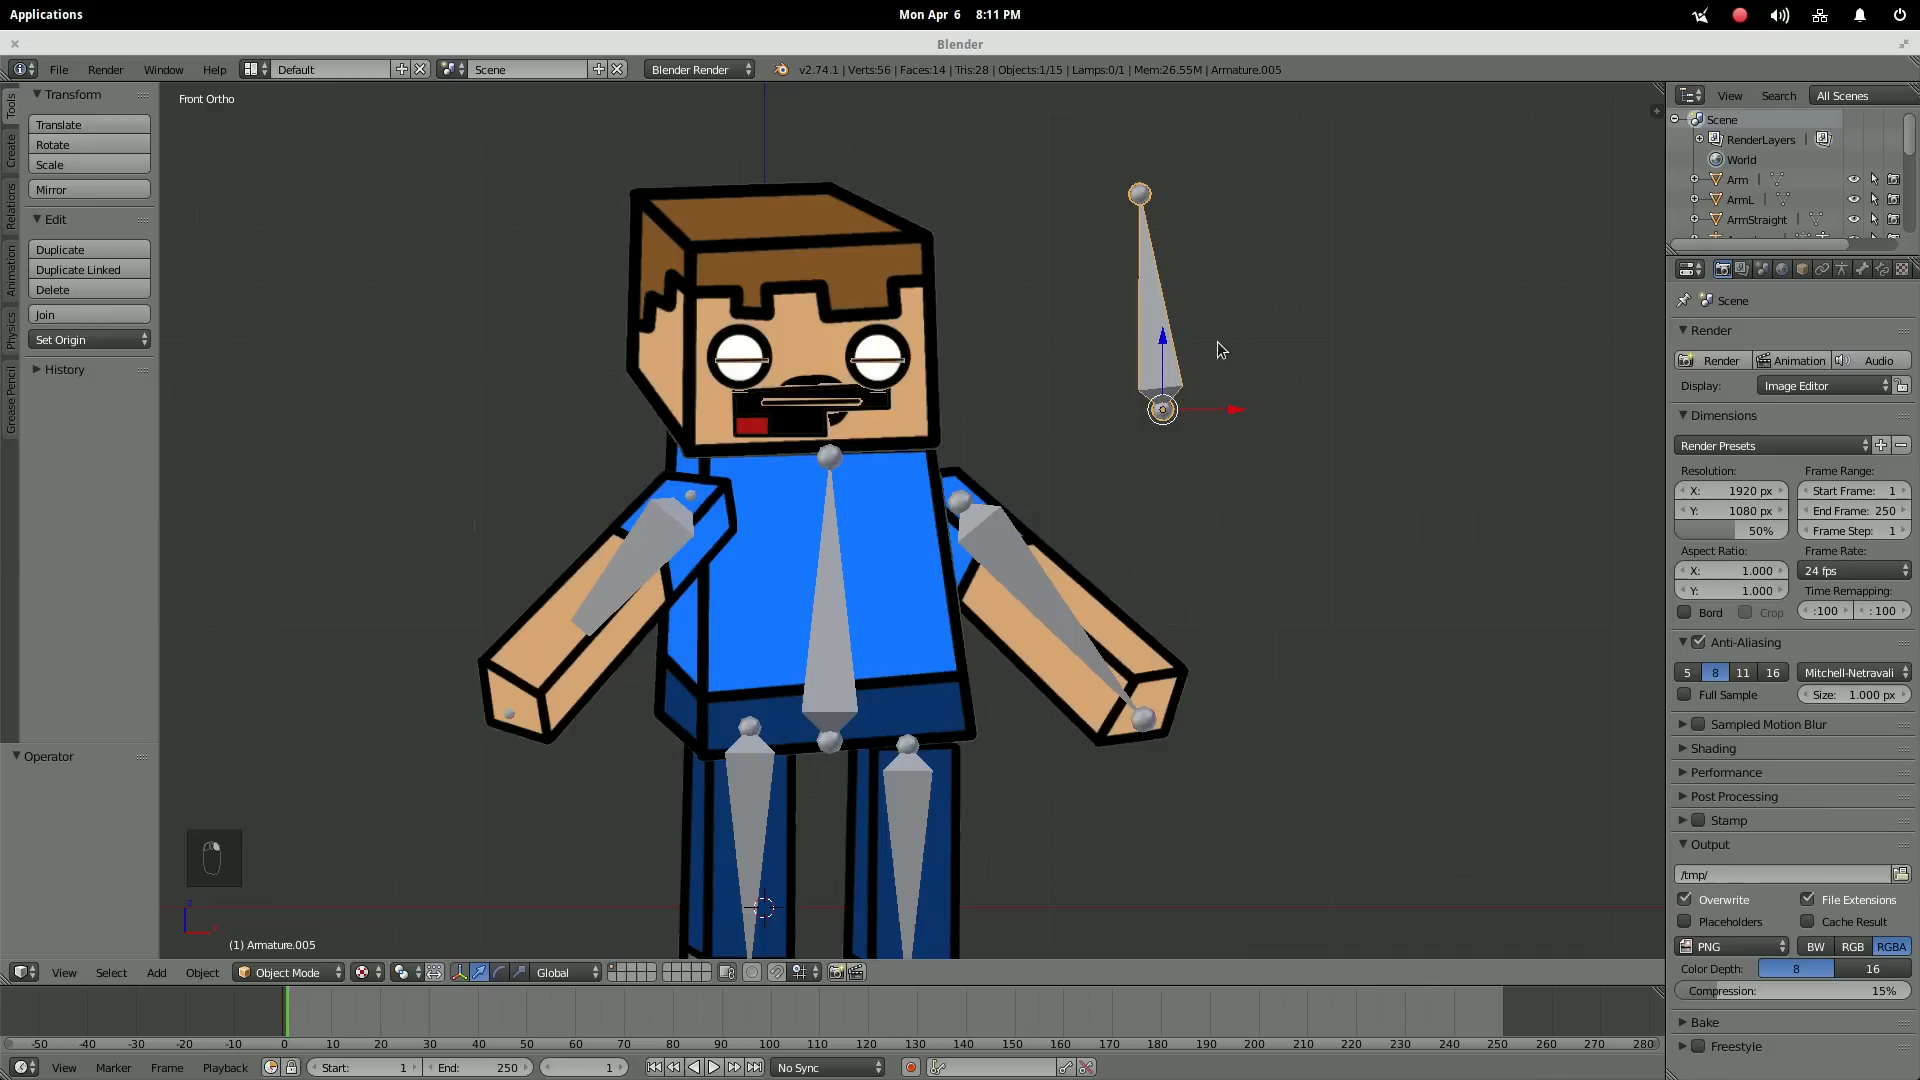 Applications
Mon Apr 6 8:11 PM
Blender
File Render Window Help Default Scene Blender Render v2.74.1 | Verts:56 | Faces:14 | Tris:28 | Objects:1/15 | Lamps:0/1 | Mem:26.55M | Armature.005
Tools
Create
Relations
Animation
Physics
Grease Pencil
Transform
Translate
Rotate
Scale
Mirror
Edit
Duplicate
Duplicate Linked
Delete
Join
Set Origin
History
Operator
Front Ortho
(1) Armature.005
View Search All Scenes
Scene
RenderLayers |
World
Arm |
ArmL |
ArmStraight |
Scene
Render
Render Animation Audio
Display: Image Editor
Dimensions
Render Presets
Resolution: Frame Range:
X: 1920 px Start Frame: 1
Y: 1080 px End Frame: 250
50% Frame Step: 1
Aspect Ratio: Frame Rate:
X: 1.000 24 fps
Y: 1.000 Time Remapping:
Bord Crop :100 : 100
Anti-Aliasing
5 8 11 16 Mitchell-Netravali
Full Sample Size: 1.000 px
Sampled Motion Blur
Shading
Performance
Post Processing
Stamp
Output
/tmp/
Overwrite File Extensions
Placeholders Cache Result
PNG BW RGB RGBA
Color Depth: 8 16
Compression: 15%
Bake
Freestyle
View Select Add Object Object Mode Global
-50 -40 -30 -20 -10 0 10 20 30 40 50 60 70 80 90 100 110 120 130 140 150 160 170 180 190 200 210 220 230 240 250 260 270 280
View Marker Frame Playback Start: 1 End: 250 1 No Sync